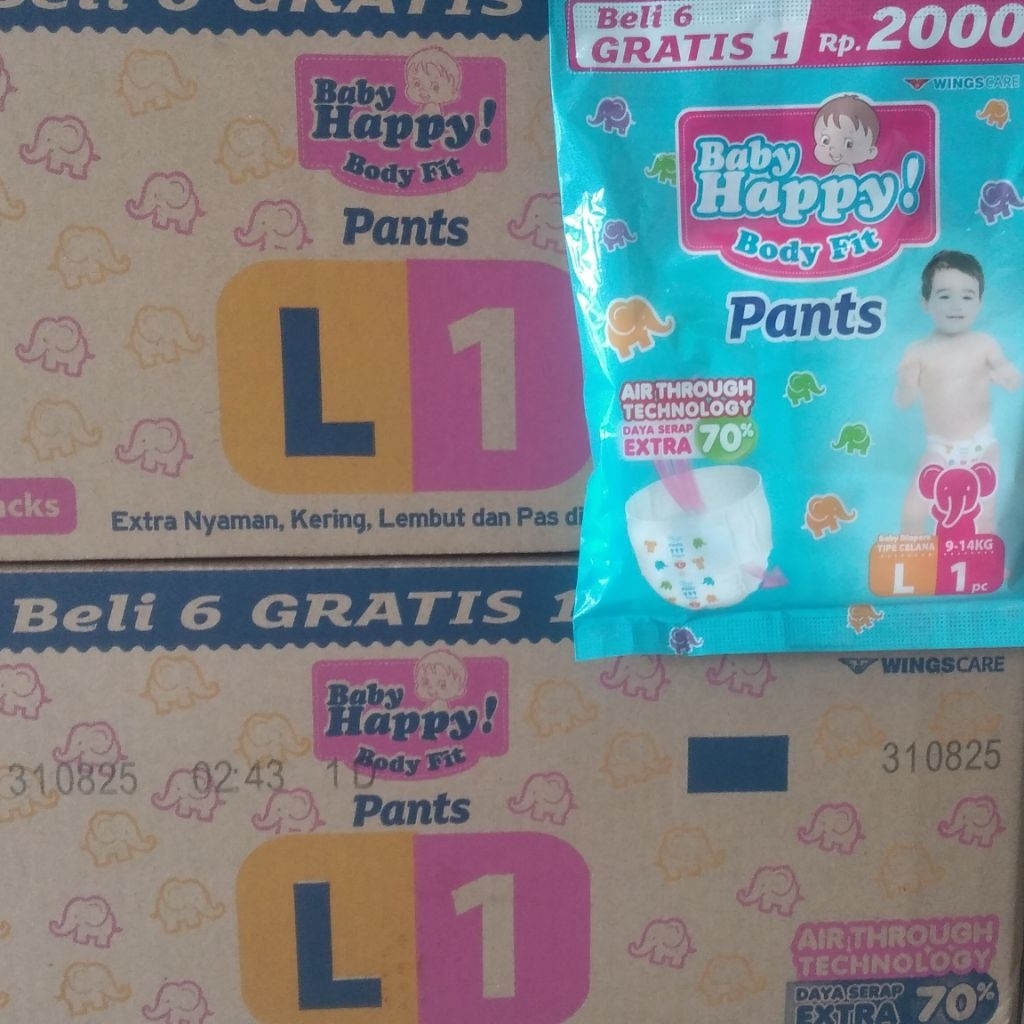 Beli 6 GRATIS
Baby
Happy!
Body Fit
Pants
L 1
acks
Extra Nyaman, Kering, Lembut dan Pas di
Beli 6
GRATIS 1
Rp. 2000
WINGSCARE
Baby
Happy!
Body Fit
Pants
AIR THROUGH
TECHNOLOGY
DAYA SERAP
EXTRA 70%
Baby Diapers
TIPE CELANA
9-14KG
L 1 pc
Beli 6 GRATIS 1
WINGSCARE
Baby
Happy!
Body Fit
310825 02:43 1D
310825
Pants
L 1
AIR THROUGH
TECHNOLOGY
DAYA SERAP
EXTRA 70%